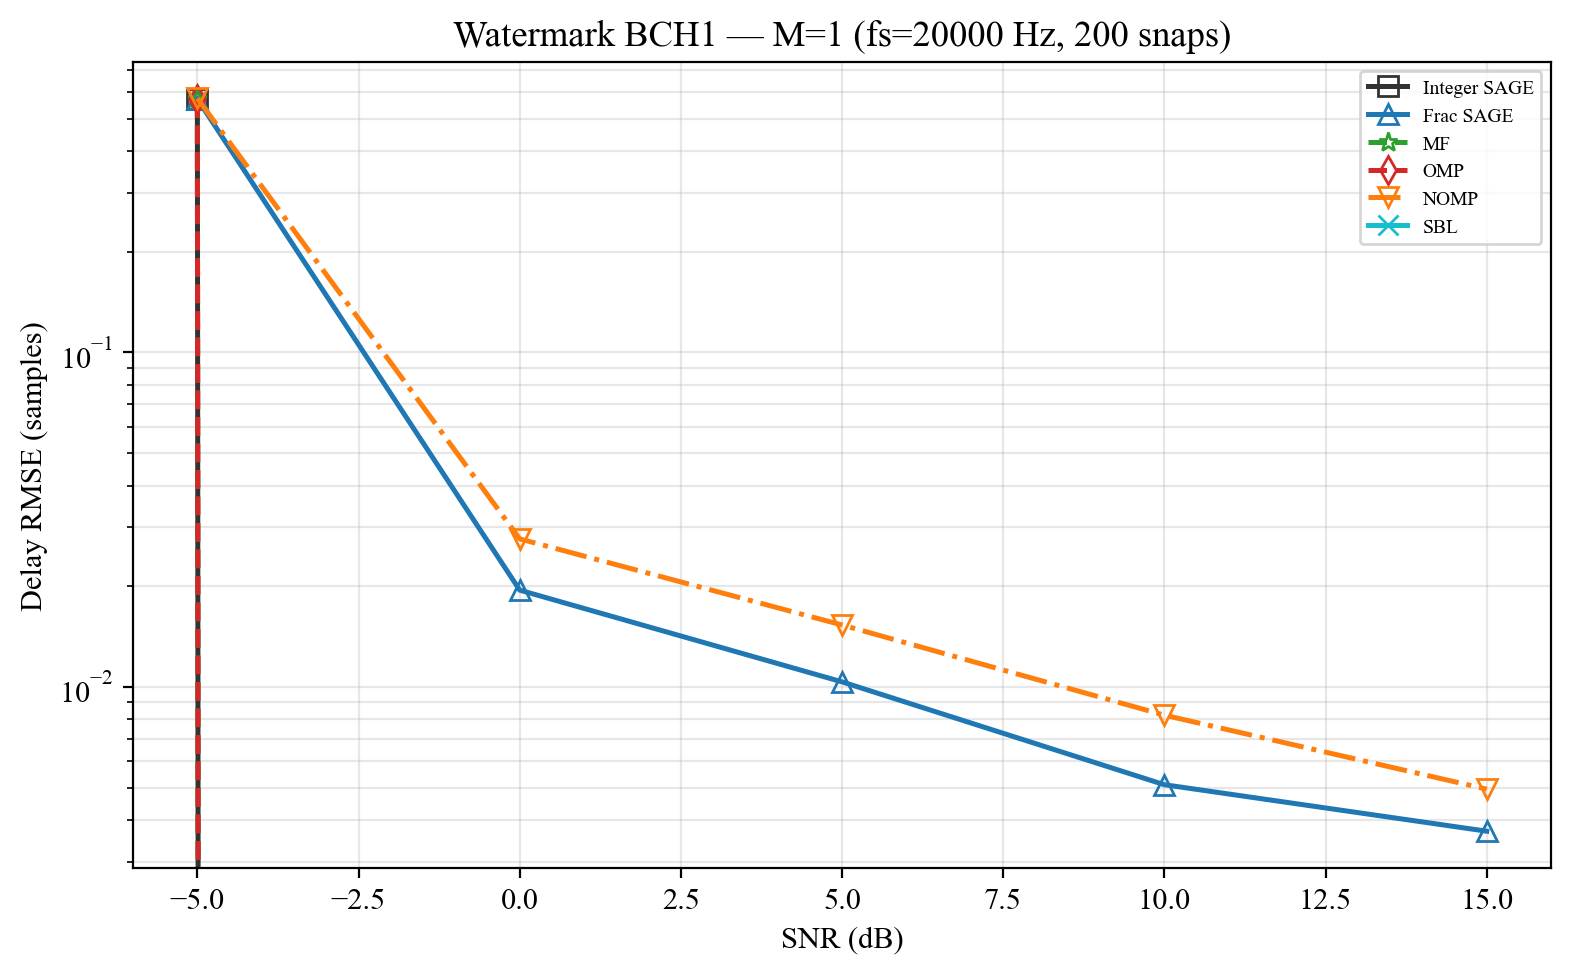 Watermark BCH1 — M=1 (fs=20000 Hz, 200 snaps)
Integer SAGE
Frac SAGE
MF
OMP
NOMP
SBL
Delay RMSE (samples)
10⁻¹
10⁻²
−5.0 −2.5 0.0 2.5 5.0 7.5 10.0 12.5 15.0
SNR (dB)